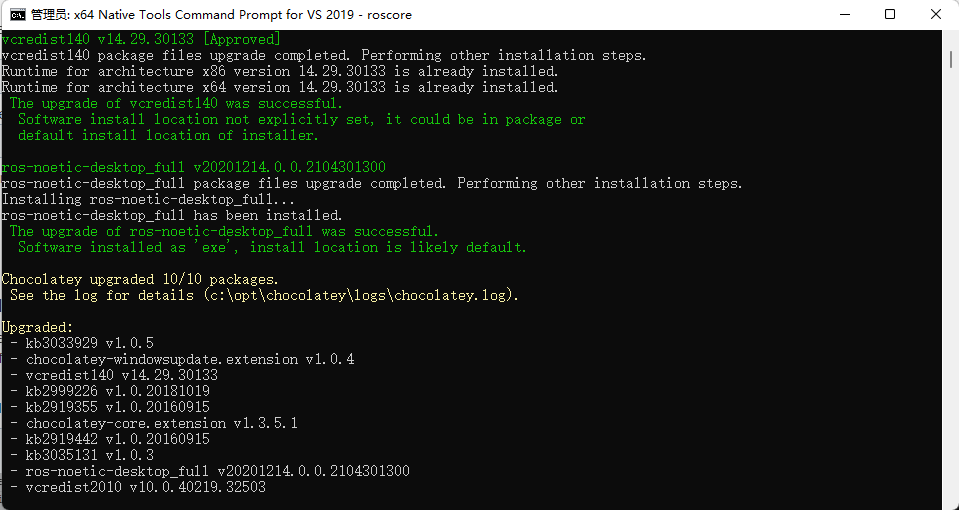 管理员: x64 Native Tools Command Prompt for VS 2019 - roscore
vcredist140 v14.29.30133 [Approved]
vcredist140 package files upgrade completed. Performing other installation steps.
Runtime for architecture x86 version 14.29.30133 is already installed.
Runtime for architecture x64 version 14.29.30133 is already installed.
The upgrade of vcredist140 was successful.
Software install location not explicitly set, it could be in package or
default install location of installer.
ros-noetic-desktop_full v20201214.0.0.2104301300
ros-noetic-desktop_full package files upgrade completed. Performing other installation steps.
Installing ros-noetic-desktop_full...
ros-noetic-desktop_full has been installed.
The upgrade of ros-noetic-desktop_full was successful.
Software installed as 'exe', install location is likely default.
Chocolatey upgraded 10/10 packages.
See the log for details (c:\opt\chocolatey\logs\chocolatey.log).
Upgraded:
- kb3033929 v1.0.5
- chocolatey-windowsupdate.extension v1.0.4
- vcredist140 v14.29.30133
- kb2999226 v1.0.20181019
- kb2919355 v1.0.20160915
- chocolatey-core.extension v1.3.5.1
- kb2919442 v1.0.20160915
- kb3035131 v1.0.3
- ros-noetic-desktop_full v20201214.0.0.2104301300
- vcredist2010 v10.0.40219.32503